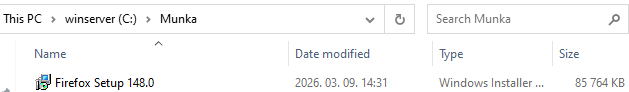 This PC > winserver (C:) > Munka
Search Munka
Name Date modified Type Size
Firefox Setup 148.0 2026. 03. 09. 14:31 Windows Installer ... 85 764 KB